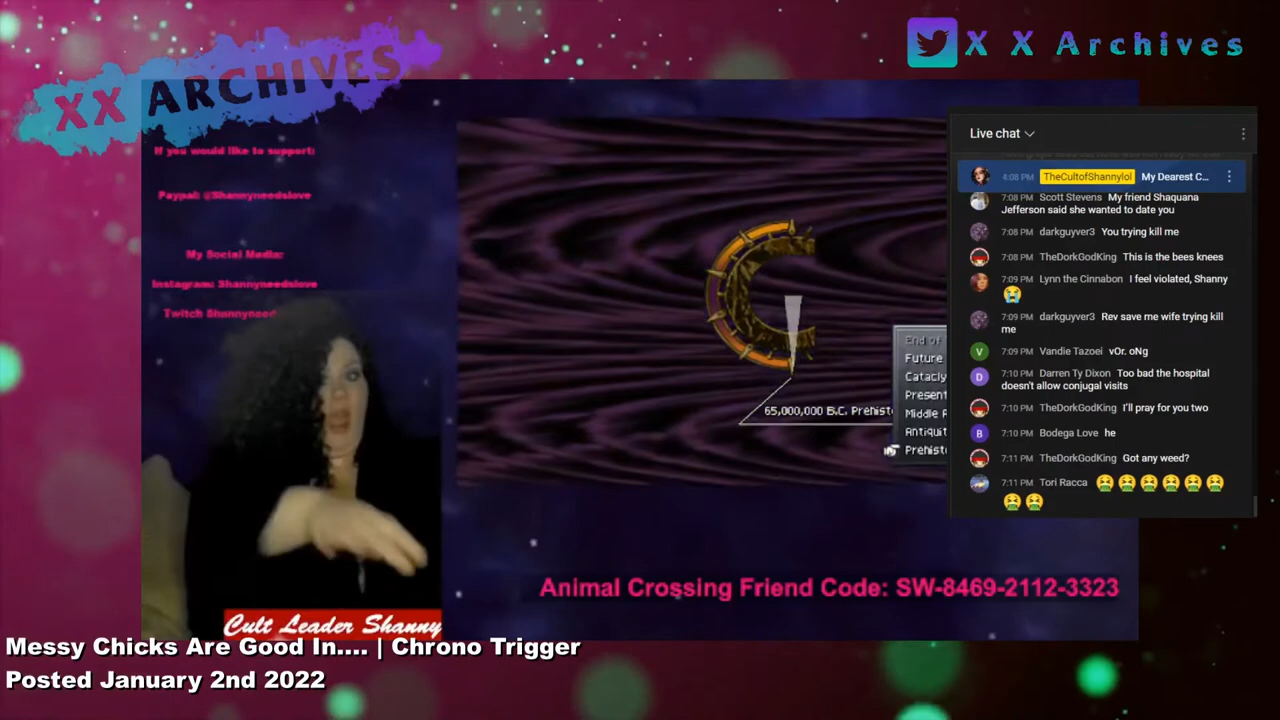 XX ARCHIVES
X X Archives
If you would like to support:
Paypal: @Shannyneedslove
My Social Media:
Instagram: Shannyneedslove
Twitch Shannyneed
65,000,000 B.C. Prehist
End of
Future
Catacly
Present
Middle R
Antiquit
Prehist
Live chat
4:08 PM TheCultofShannylol My Dearest C...
7:08 PM Scott Stevens My friend Shaquana
Jefferson said she wanted to date you
7:08 PM darkguyver3 You trying kill me
7:08 PM TheDorkGodKing This is the bees knees
7:09 PM Lynn the Cinnabon I feel violated, Shanny
😭
7:09 PM darkguyver3 Rev save me wife trying kill
me
V 7:09 PM Vandie Tazoei vOr. oNg
D 7:10 PM Darren Ty Dixon Too bad the hospital
doesn't allow conjugal visits
7:10 PM TheDorkGodKing I'll pray for you two
B 7:10 PM Bodega Love he
7:11 PM TheDorkGodKing Got any weed?
7:11 PM Tori Racca 🤮🤮🤮🤮🤮🤮
🤮🤮
Animal Crossing Friend Code: SW-8469-2112-3323
Cult Leader Shanny
Messy Chicks Are Good In.... | Chrono Trigger
Posted January 2nd 2022